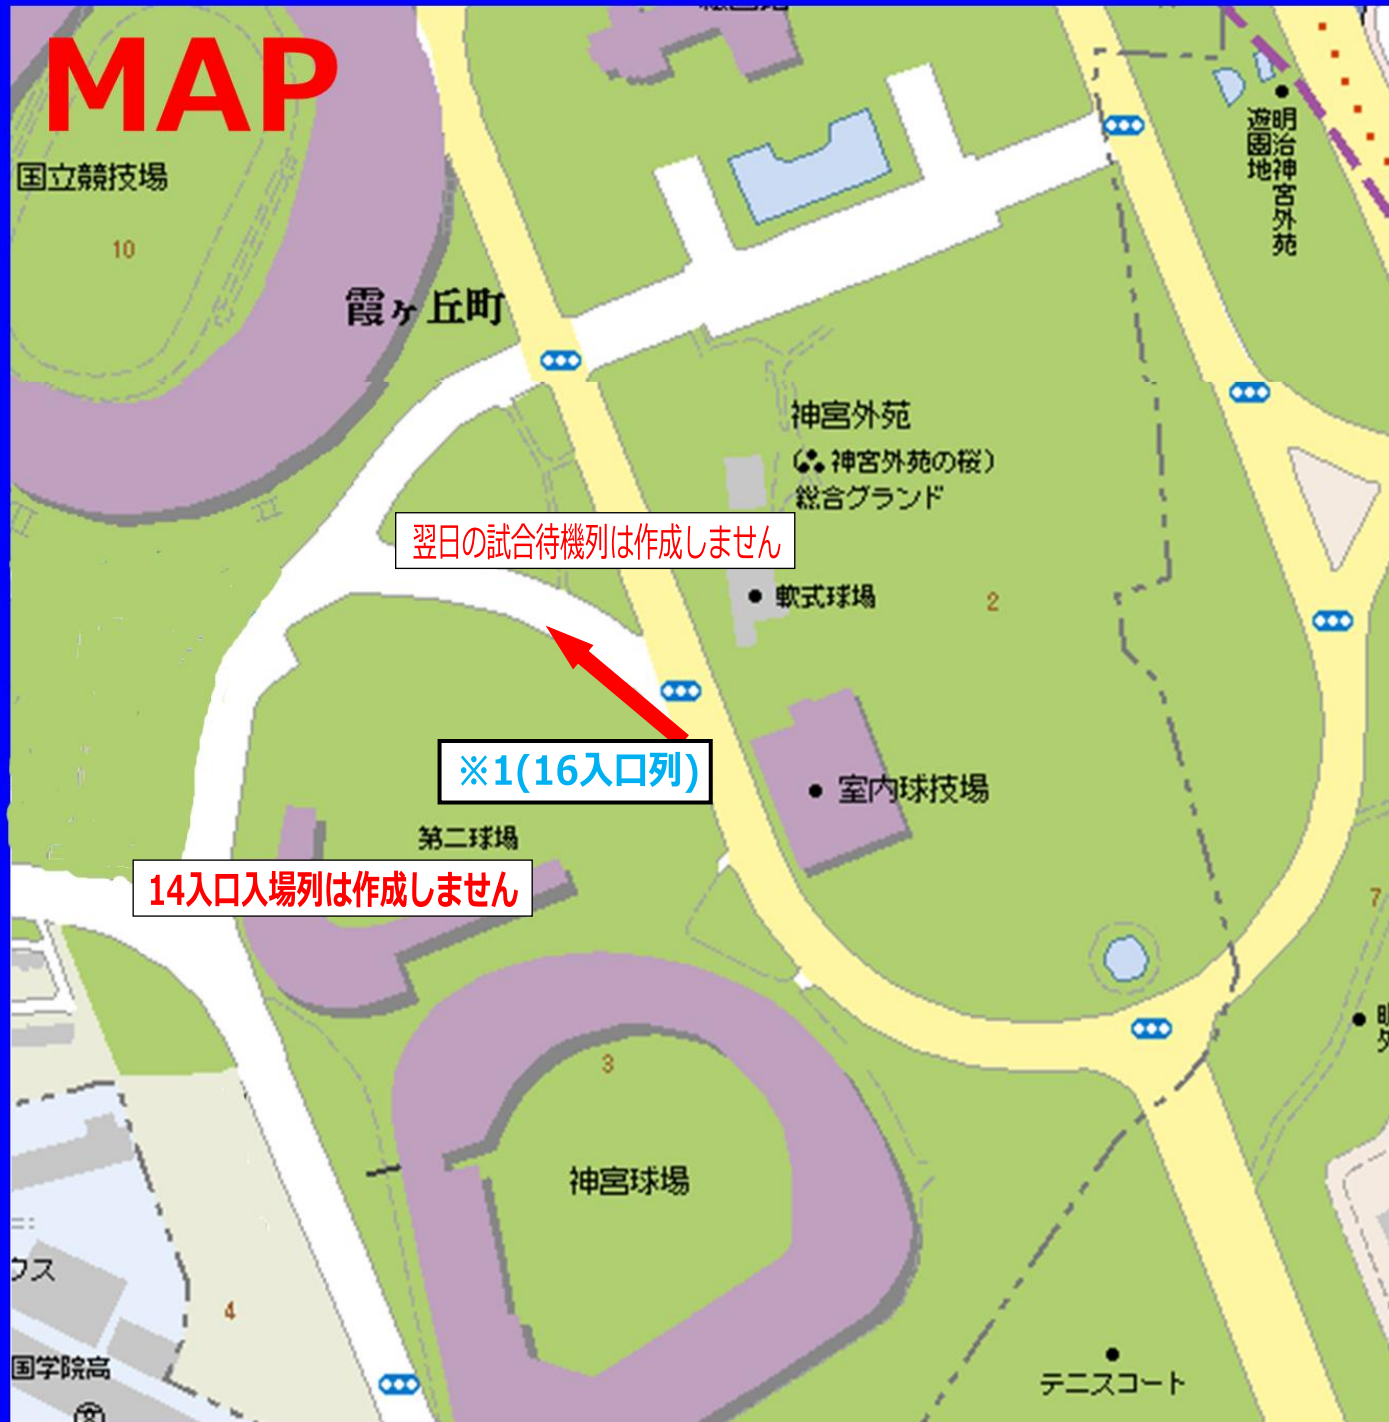 MAP
国立競技場
10
明治神宮外苑
遊園地
霞ヶ丘町
神宮外苑
(神宮外苑の桜)
総合グランド
翌日の試合待機列は作成しません
軟式球場
2
※1(16入口列)
室内球技場
第二球場
14入口入場列は作成しません
7
3
神宮球場
ウス
4
国学院高
テニスコート